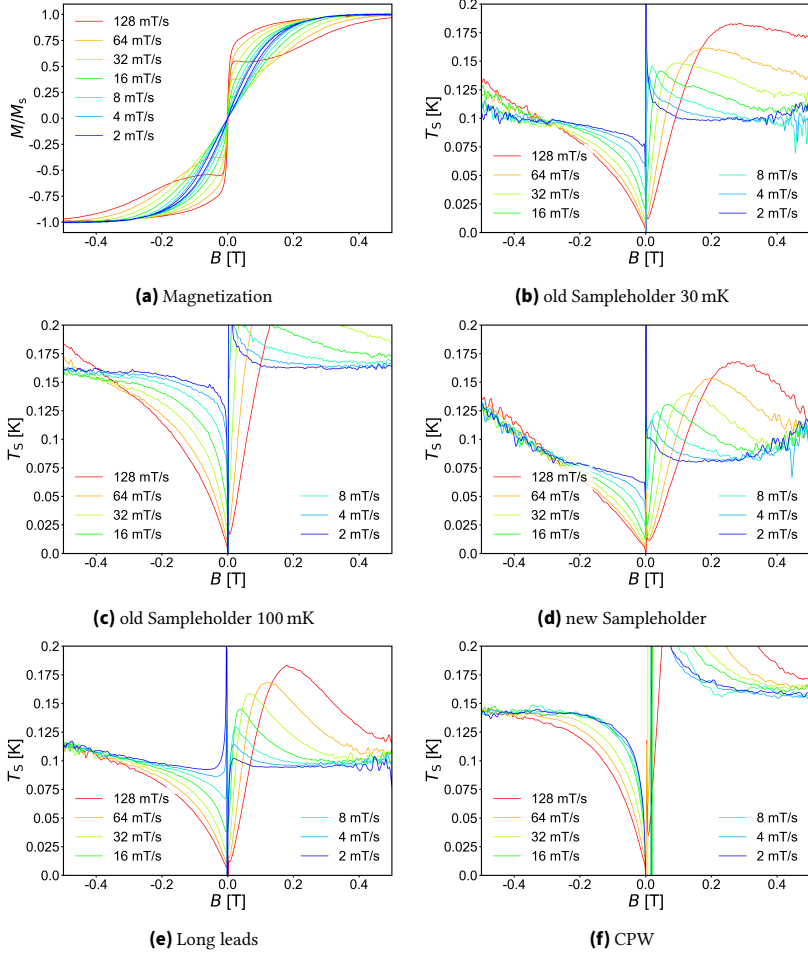 1.00
0.75
0.50
0.25
0.0
-0.25
-0.50
-0.75
-1.0
M/Ms
128 mT/s
64 mT/s
32 mT/s
16 mT/s
8 mT/s
4 mT/s
2 mT/s
-0.4 -0.2 0.0 0.2 0.4
B [T]
(a) Magnetization
0.2
0.175
0.15
0.125
0.1
0.075
0.05
0.025
0.0
Ts [K]
128 mT/s
64 mT/s 8 mT/s
32 mT/s 4 mT/s
16 mT/s 2 mT/s
-0.4 -0.2 0.0 0.2 0.4
B [T]
(b) old Sampleholder 30 mK
0.2
0.175
0.15
0.125
0.1
0.075
0.05
0.025
0.0
Ts [K]
128 mT/s
64 mT/s 8 mT/s
32 mT/s 4 mT/s
16 mT/s 2 mT/s
-0.4 -0.2 0.0 0.2 0.4
B [T]
(c) old Sampleholder 100 mK
0.2
0.175
0.15
0.125
0.1
0.075
0.05
0.025
0.0
Ts [K]
128 mT/s
64 mT/s 8 mT/s
32 mT/s 4 mT/s
16 mT/s 2 mT/s
-0.4 -0.2 0.0 0.2 0.4
B [T]
(d) new Sampleholder
0.2
0.175
0.15
0.125
0.1
0.075
0.05
0.025
0.0
Ts [K]
128 mT/s
64 mT/s 8 mT/s
32 mT/s 4 mT/s
16 mT/s 2 mT/s
-0.4 -0.2 0.0 0.2 0.4
B [T]
(e) Long leads
0.2
0.175
0.15
0.125
0.1
0.075
0.05
0.025
0.0
Ts [K]
128 mT/s
64 mT/s 8 mT/s
32 mT/s 4 mT/s
16 mT/s 2 mT/s
-0.4 -0.2 0.0 0.2 0.4
B [T]
(f) CPW